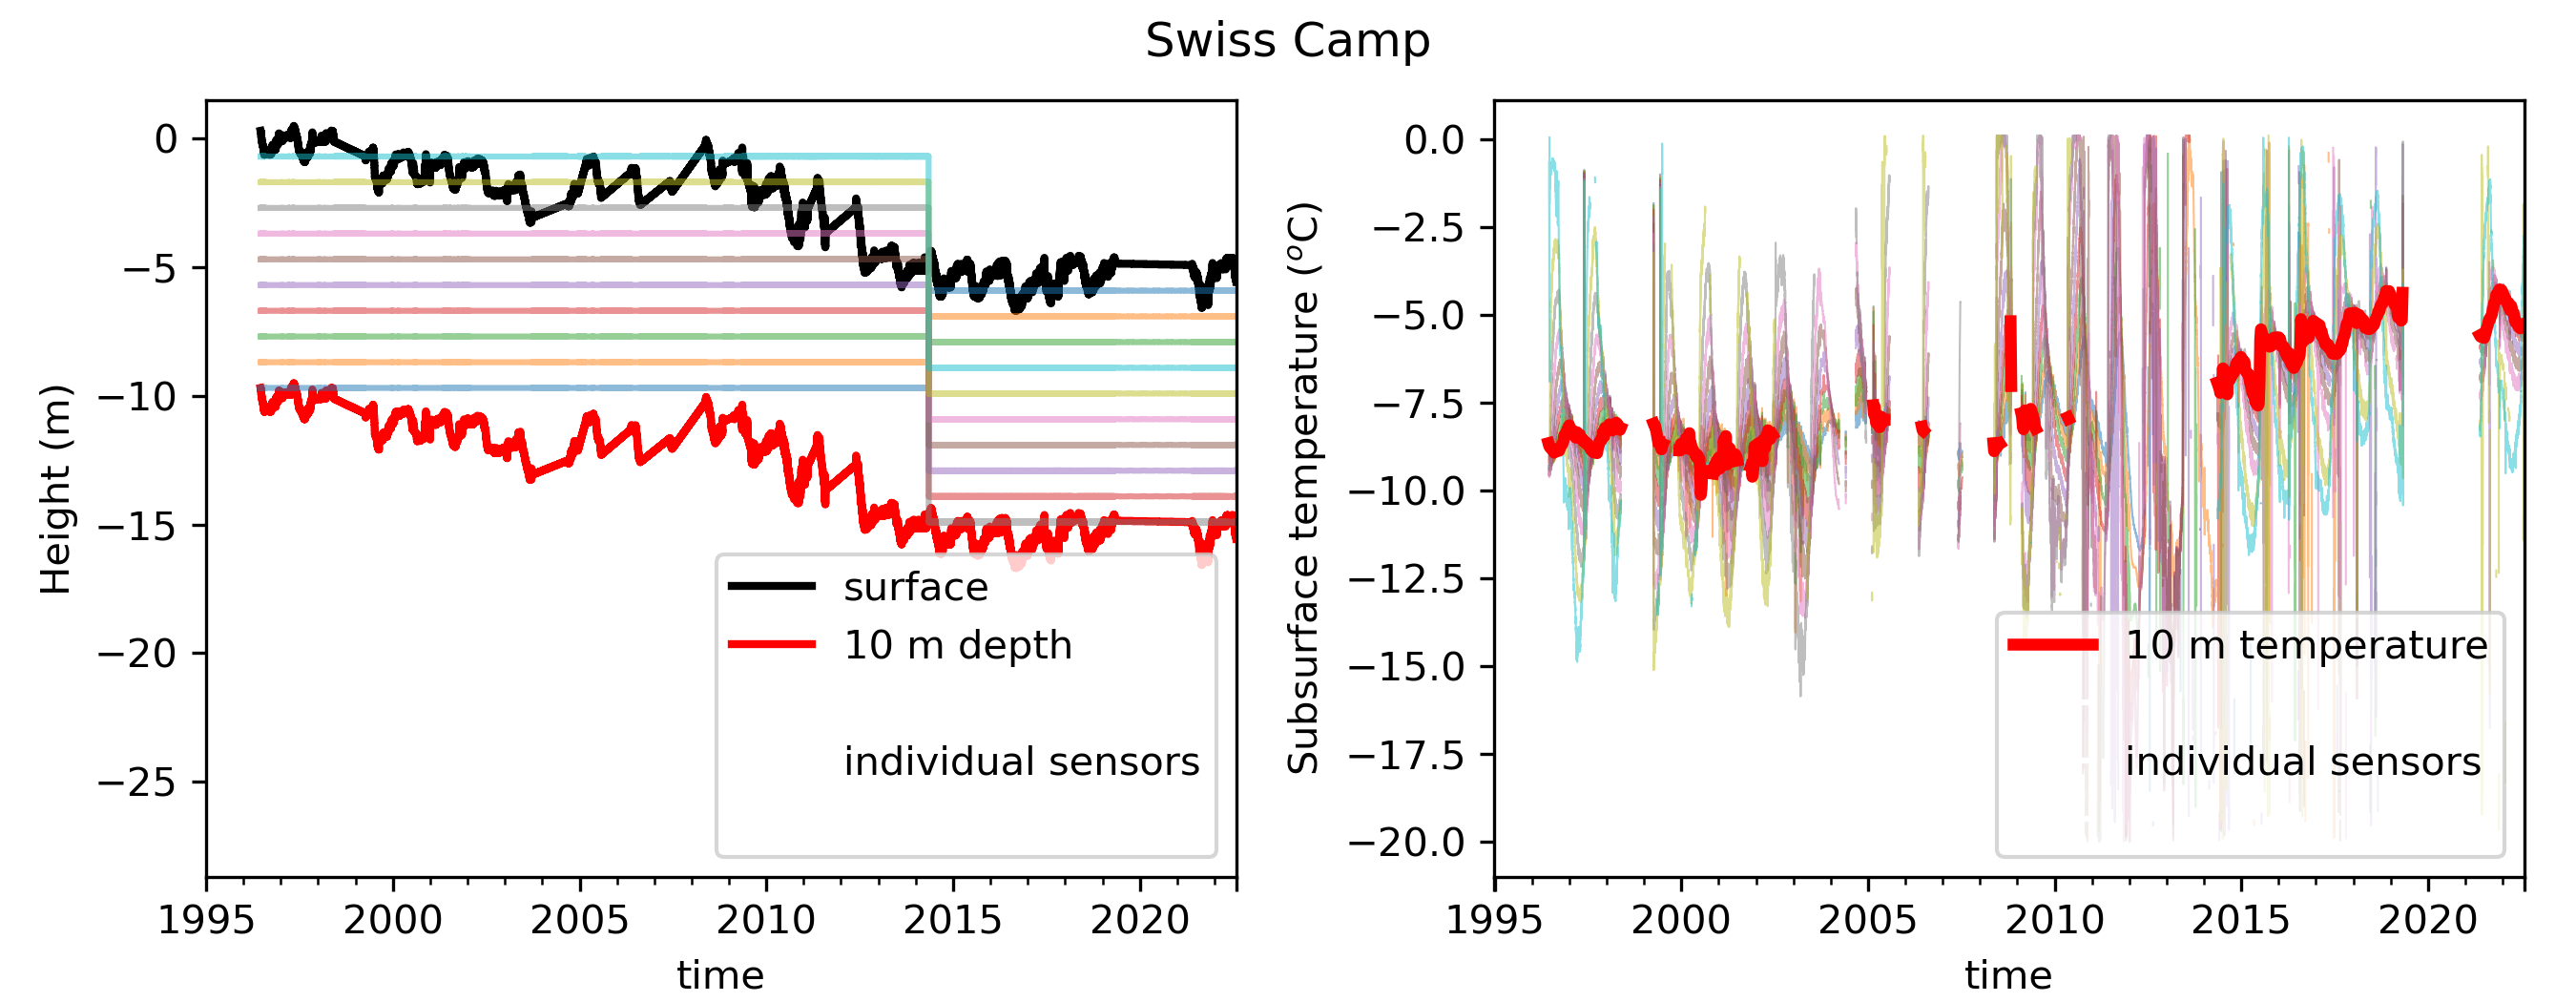 Swiss Camp
Height (m)
0
−5
−10
−15
−20
−25
surface
10 m depth
individual sensors
1995
2000
2005
2010
2015
2020
time
Subsurface temperature (°C)
0.0
−2.5
−5.0
−7.5
−10.0
−12.5
−15.0
−17.5
−20.0
10 m temperature
individual sensors
1995
2000
2005
2010
2015
2020
time